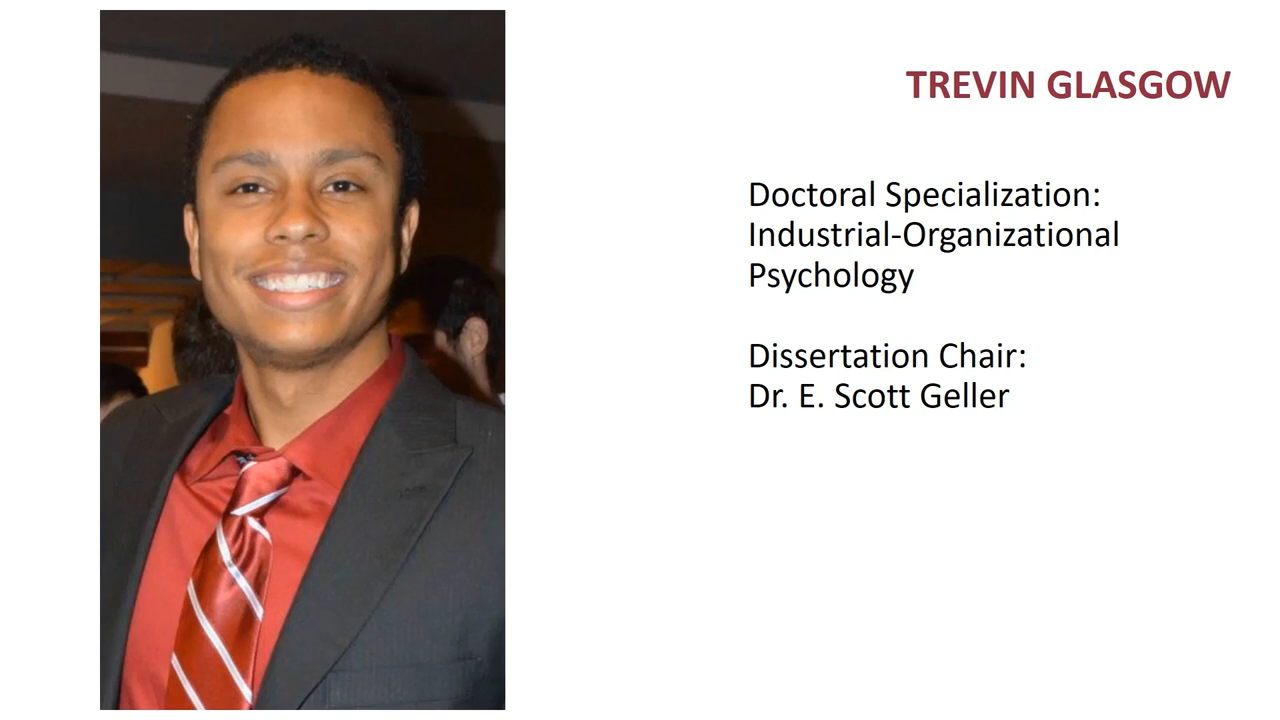 TREVIN GLASGOW
Doctoral Specialization:
Industrial-Organizational
Psychology
Dissertation Chair:
Dr. E. Scott Geller